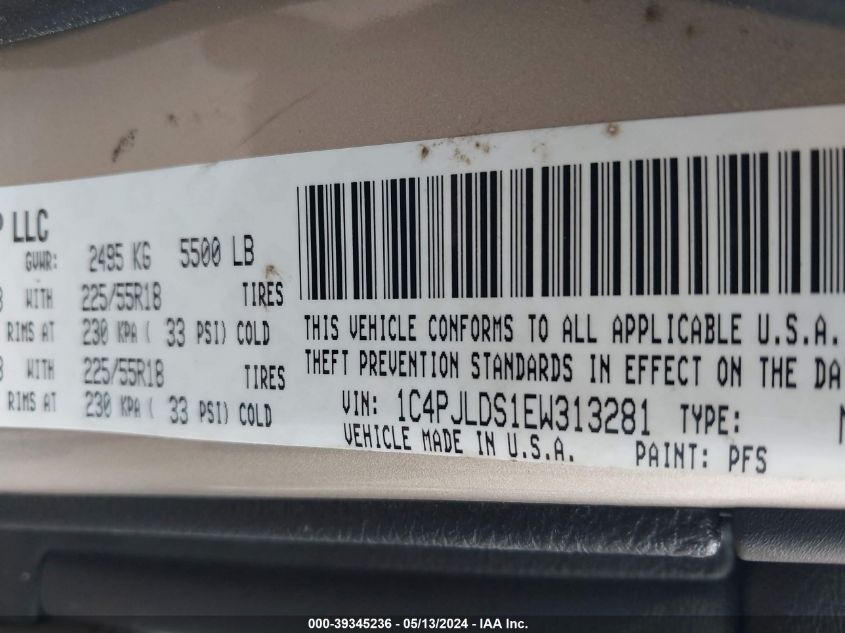 LLC
GVWR: 2495 KG 5500 LB
WITH 225/55R18 TIRES
RIMS AT 230 KPA ( 33 PSI) COLD
WITH 225/55R18 TIRES
RIMS AT 230 KPA ( 33 PSI) COLD
THIS VEHICLE CONFORMS TO ALL APPLICABLE U.S.A.
THEFT PREVENTION STANDARDS IN EFFECT ON THE DA
VIN: 1C4PJLDS1EW313281 TYPE:
VEHICLE MADE IN U.S.A. PAINT: PFS
000-39345236 - 05/13/2024 - IAA Inc.